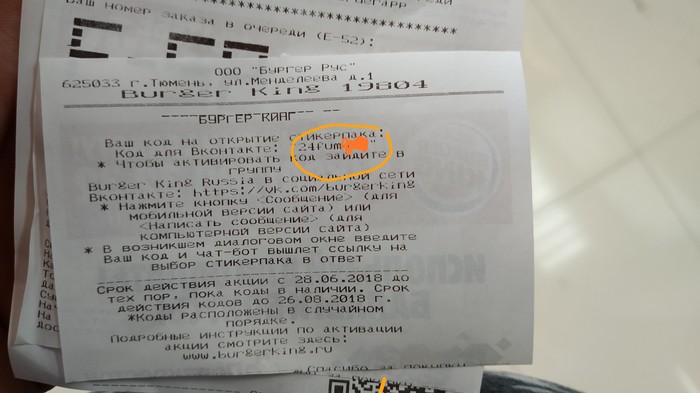 Ваш номер заказа в очереди (Е-52):
ООО "Бургер Рус"
625033 г.Тюмень, ул.Менделеева д.1
Burger King 19804
БУРГЕР КИНГ
Ваш код на открытие стикерпака:
Код для Вконтакте: "24fum
* Чтобы активировать код зайдите в
группу
Burger King Russia в социальной сети
Вконтакте: https://vk.com/burgerking
* Нажмите кнопку <Сообщение> (для
мобильной версии сайта) или
<Написать сообщение> (для
компьютерной версии сайта)
* В возникшем диалоговом окне введите
Ваш код и чат-бот вышлет ссылку на
выбор стикерпака в ответ
Срок действия акции с 28.06.2018 до
тех пор, пока коды в наличии. Срок
действия кодов до 26.08.2018 г.
*Коды расположены в случайном
порядке.
Подробные инструкции по активации
акции смотрите здесь:
www.burgerking.ru
Спасибо за покупку